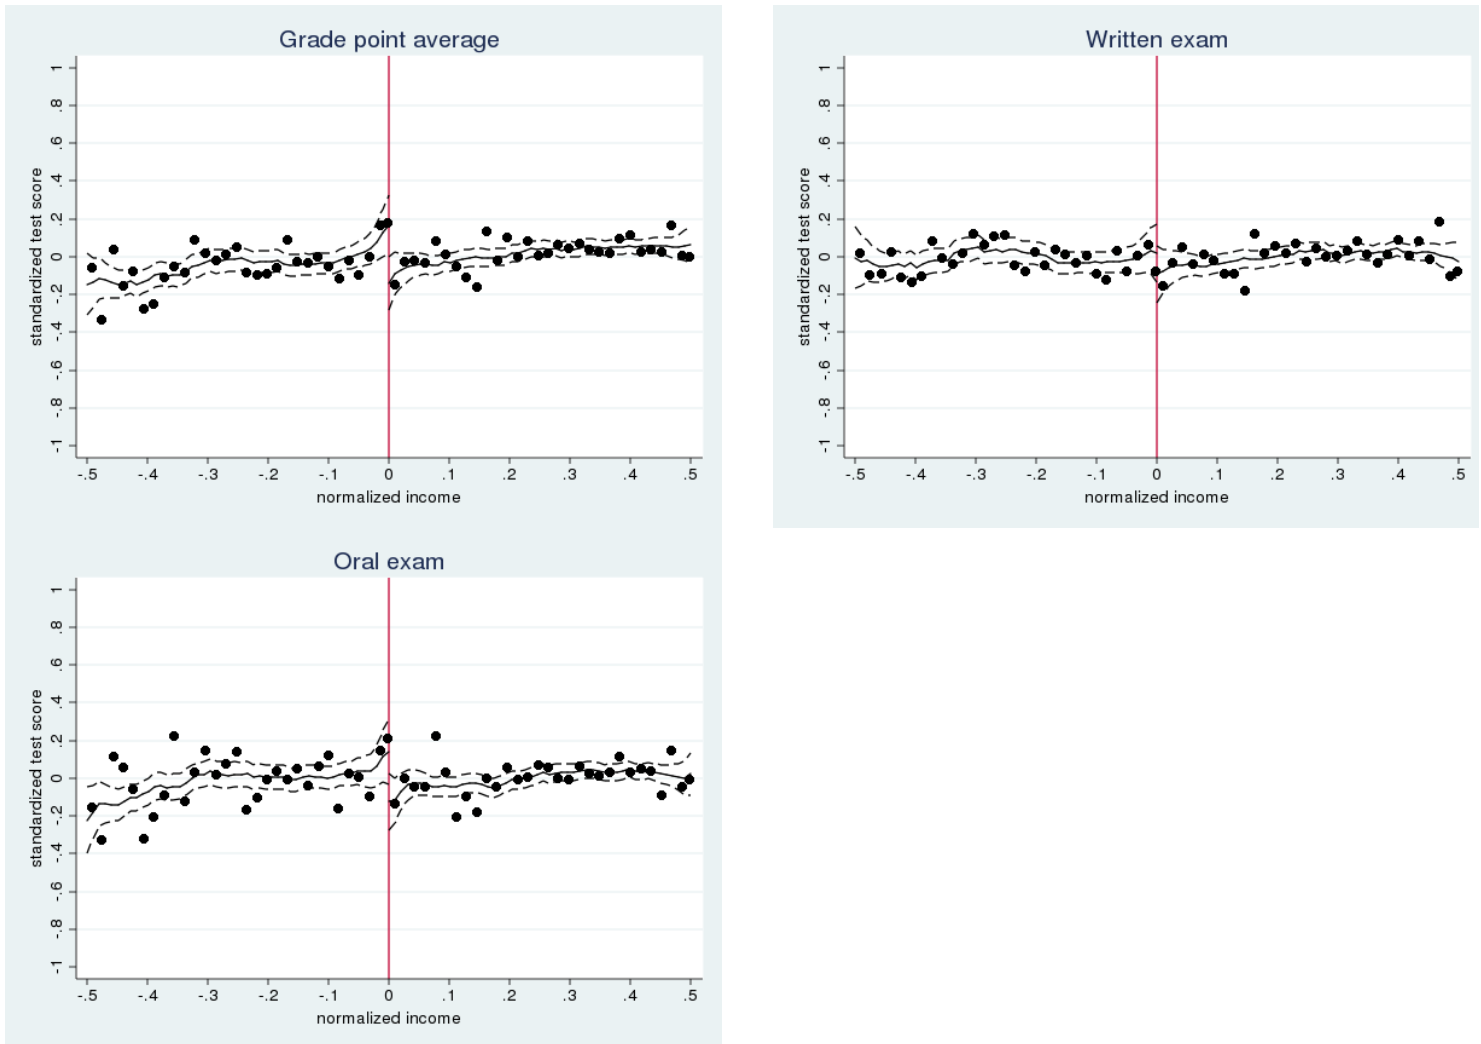 Grade point average
standardized test score
1
.8
.6
.4
.2
0
-.2
-.4
-.6
-.8
-1
-.5 -.4 -.3 -.2 -.1 0 .1 .2 .3 .4 .5
normalized income
Written exam
standardized test score
1
.8
.6
.4
.2
0
-.2
-.4
-.6
-.8
-1
-.5 -.4 -.3 -.2 -.1 0 .1 .2 .3 .4 .5
normalized income
Oral exam
standardized test score
1
.8
.6
.4
.2
0
-.2
-.4
-.6
-.8
-1
-.5 -.4 -.3 -.2 -.1 0 .1 .2 .3 .4 .5
normalized income